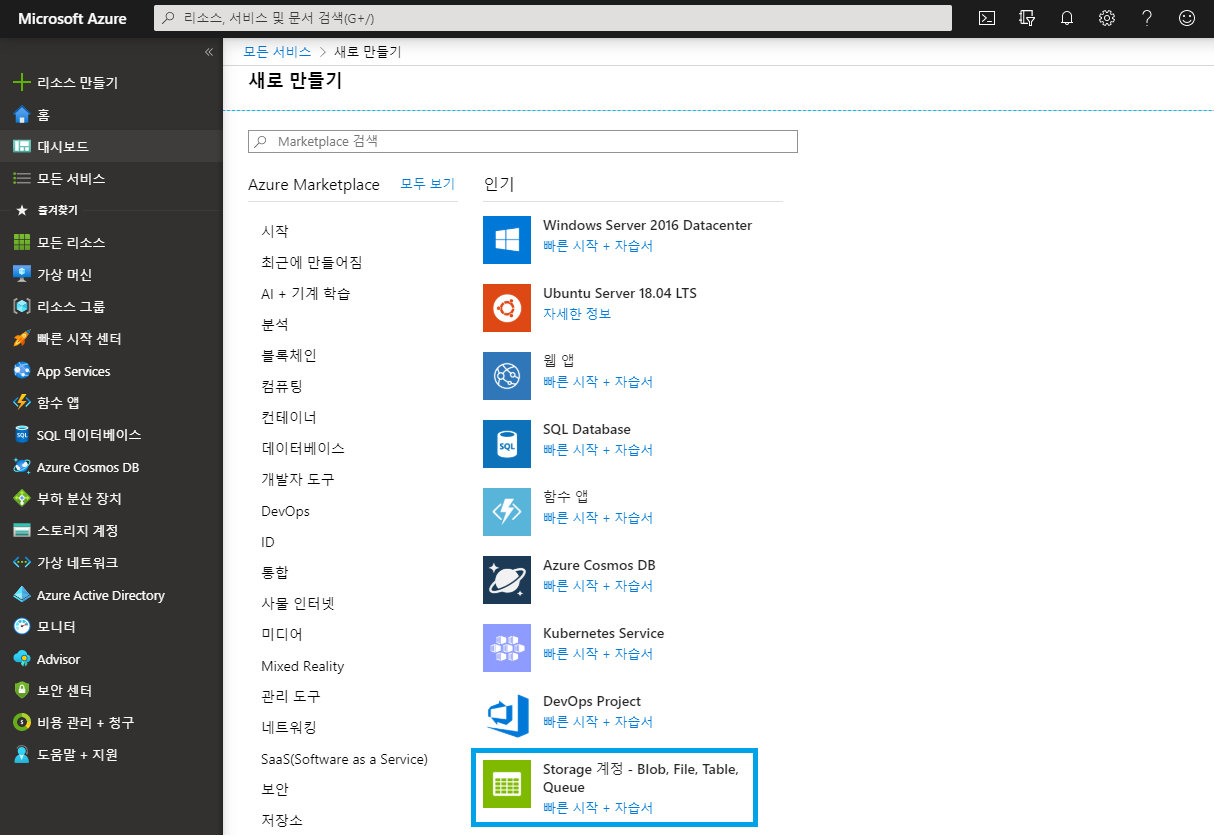 Microsoft Azure
리소스, 서비스 및 문서 검색(G+/)
모든 서비스 > 새로 만들기
새로 만들기
리소스 만들기
홈
대시보드
모든 서비스
즐겨찾기
모든 리소스
가상 머신
리소스 그룹
빠른 시작 센터
App Services
함수 앱
SQL 데이터베이스
Azure Cosmos DB
부하 분산 장치
스토리지 계정
가상 네트워크
Azure Active Directory
모니터
Advisor
보안 센터
비용 관리 + 청구
도움말 + 지원
Marketplace 검색
Azure Marketplace
모두 보기
시작
최근에 만들어짐
AI + 기계 학습
분석
블록체인
컴퓨팅
컨테이너
데이터베이스
개발자 도구
DevOps
ID
통합
사물 인터넷
미디어
Mixed Reality
관리 도구
네트워킹
SaaS(Software as a Service)
보안
저장소
인기
Windows Server 2016 Datacenter
빠른 시작 + 자습서
Ubuntu Server 18.04 LTS
자세한 정보
웹 앱
빠른 시작 + 자습서
SQL
SQL Database
빠른 시작 + 자습서
함수 앱
빠른 시작 + 자습서
Azure Cosmos DB
빠른 시작 + 자습서
Kubernetes Service
빠른 시작 + 자습서
DevOps Project
빠른 시작 + 자습서
Storage 계정 - Blob, File, Table,
Queue
빠른 시작 + 자습서